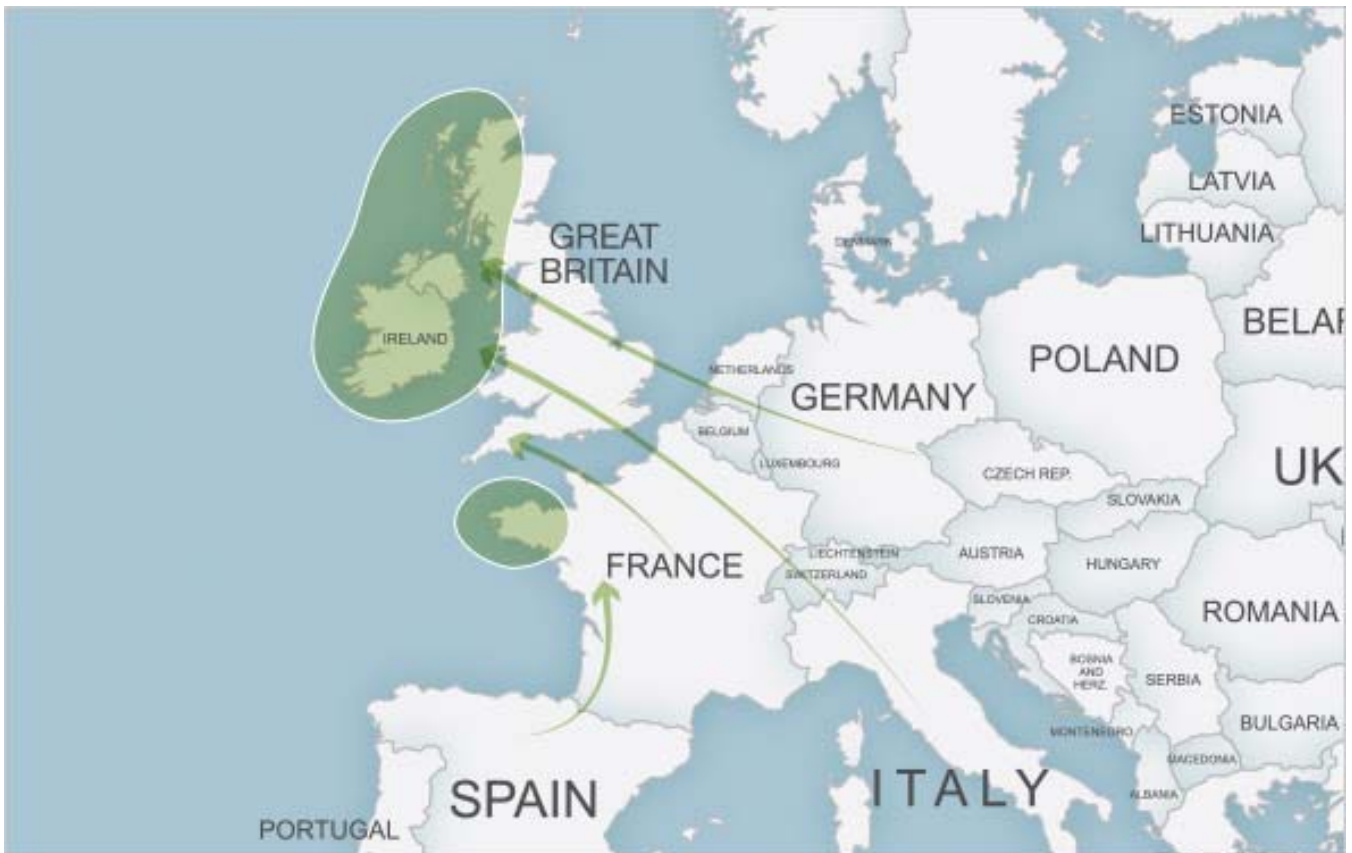 ESTONIA
LATVIA
LITHUANIA
GREAT
BRITAIN
DENMARK
BELAR
IRELAND
POLAND
NETHERLANDS
GERMANY
BELGIUM
LUXEMBOURG
CZECH REP.
UK
SLOVAKIA
LIECHTENSTEIN
AUSTRIA
FRANCE
HUNGARY
SWITZERLAND
SLOVENIA
ROMANIA
CROATIA
BOSNIA
AND
HERZ.
SERBIA
BULGARIA
MONTENEGRO
MACEDONIA
ITALY
SPAIN
ALBANIA
PORTUGAL